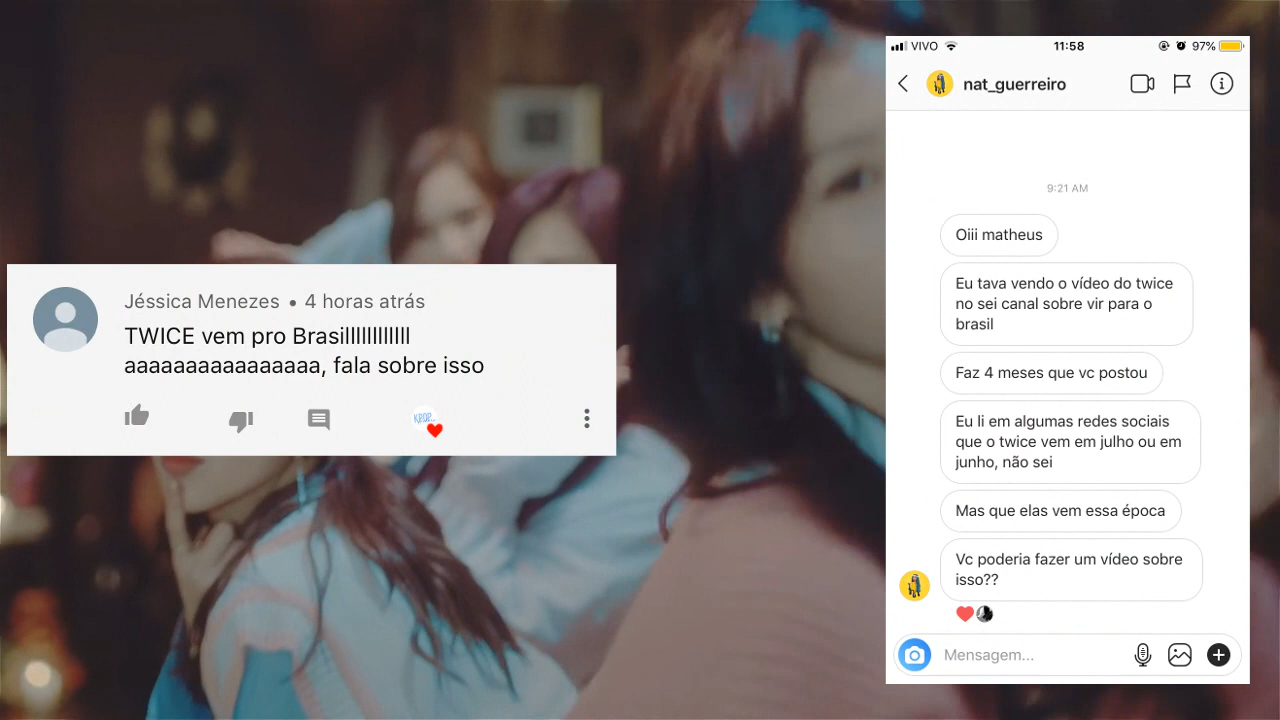 Jéssica Menezes • 4 horas atrás
TWICE vem pro Brasillllllllllll
aaaaaaaaaaaaaaaa, fala sobre isso
KPOP..
VIVO 11:58 97%
nat_guerreiro
9:21 AM
Oiii matheus
Eu tava vendo o vídeo do twice
no sei canal sobre vir para o
brasil
Faz 4 meses que vc postou
Eu li em algumas redes sociais
que o twice vem em julho ou em
junho, não sei
Mas que elas vem essa época
Vc poderia fazer um vídeo sobre
isso??
Mensagem...